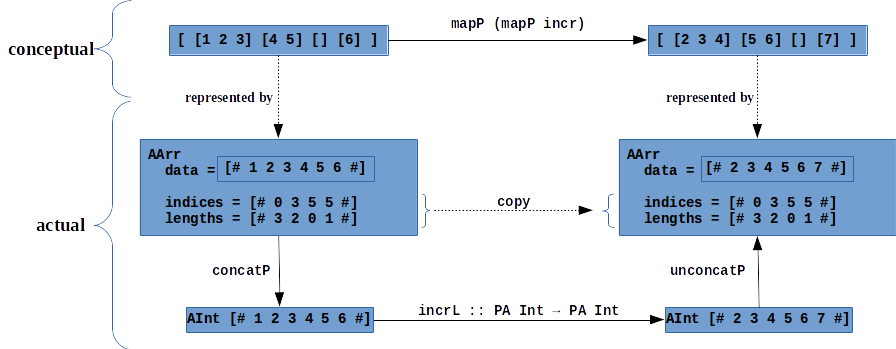 mapP (mapP incr)
conceptual
[ [1 2 3] [4 5] [] [6] ]
[ [2 3 4] [5 6] [] [7] ]
represented by
represented by
AArr
data = [# 1 2 3 4 5 6 #]
indices = [# 0 3 5 5 #]
lengths = [# 3 2 0 1 #]
copy
AArr
data = [# 2 3 4 5 6 7 #]
indices = [# 0 3 5 5 #]
lengths = [# 3 2 0 1 #]
actual
concatP
unconcatP
AInt [# 1 2 3 4 5 6 #]
incrL :: PA Int → PA Int
AInt [# 2 3 4 5 6 7 #]